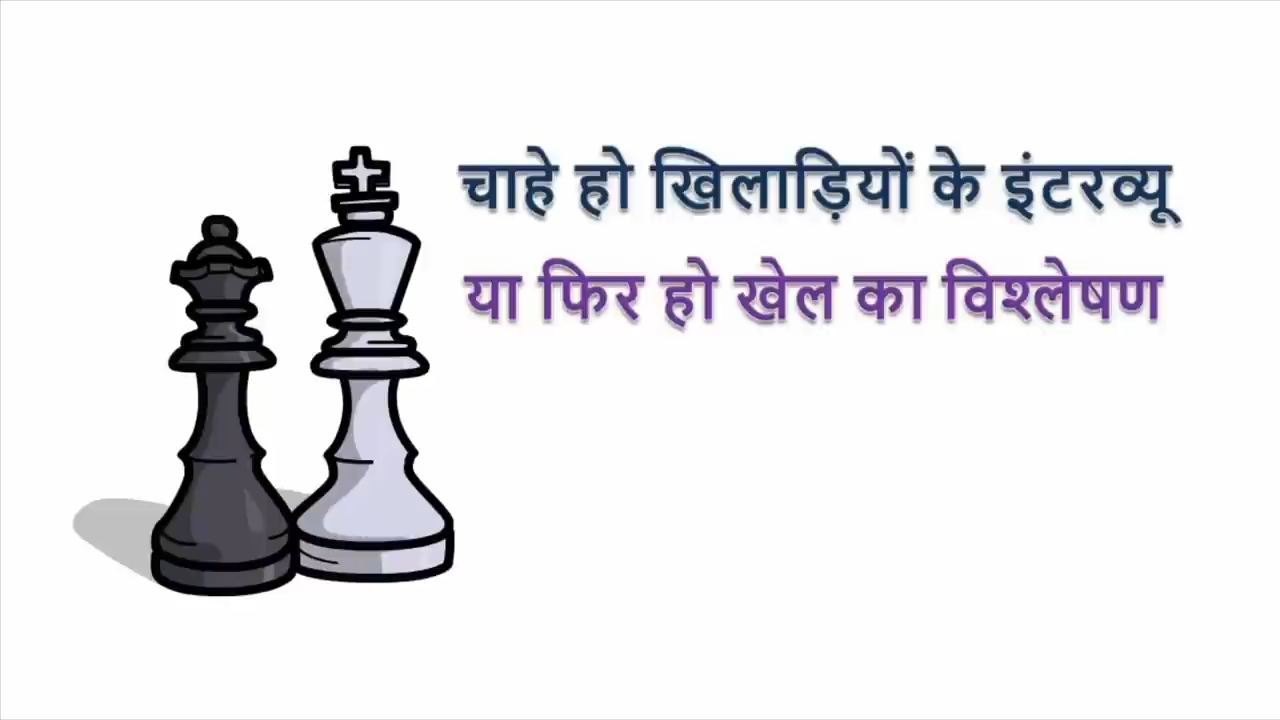 चाहे हो खिलाड़ियों के इंटरव्यू
या फिर हो खेल का विश्लेषण